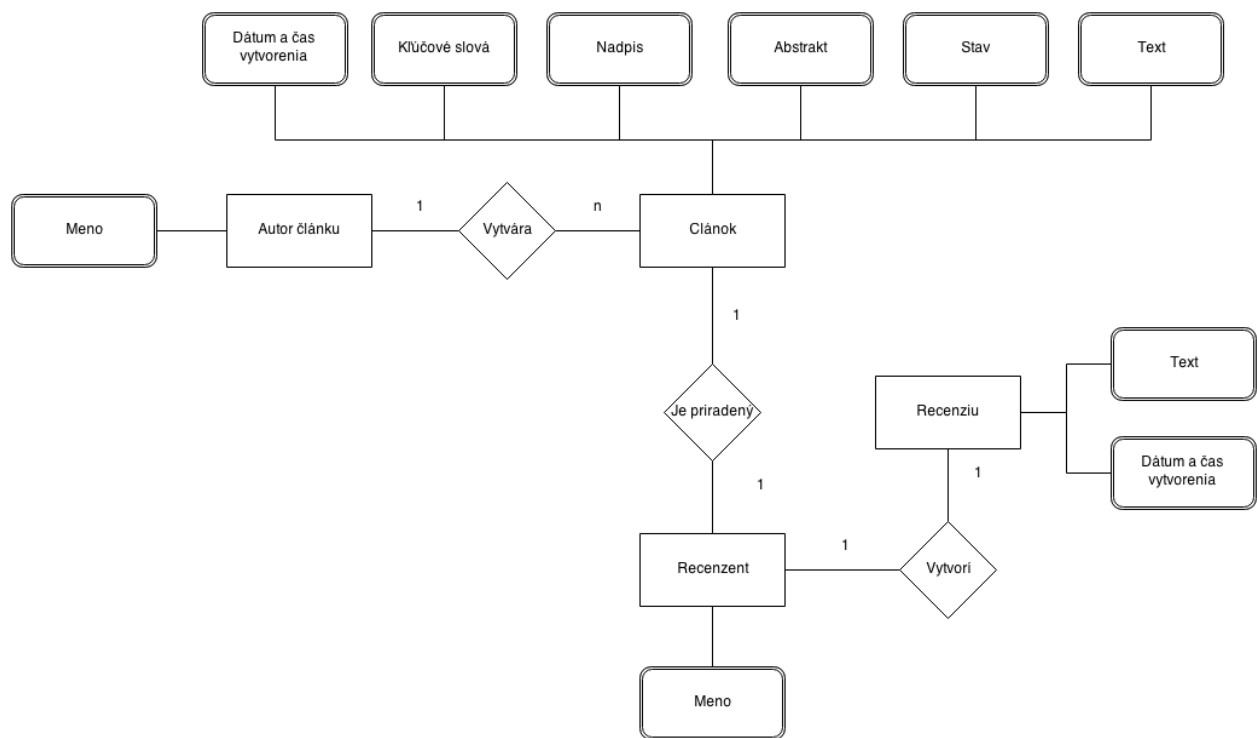 Dátum a čas
vytvorenia
Kľúčové slová
Nadpis
Abstrakt
Stav
Text
Meno
Autor článku
1
Vytvára
n
Clánok
1
Je priradený
1
Recenziu
Text
Dátum a čas
vytvorenia
1
Recenzent
1
Vytvorí
Meno